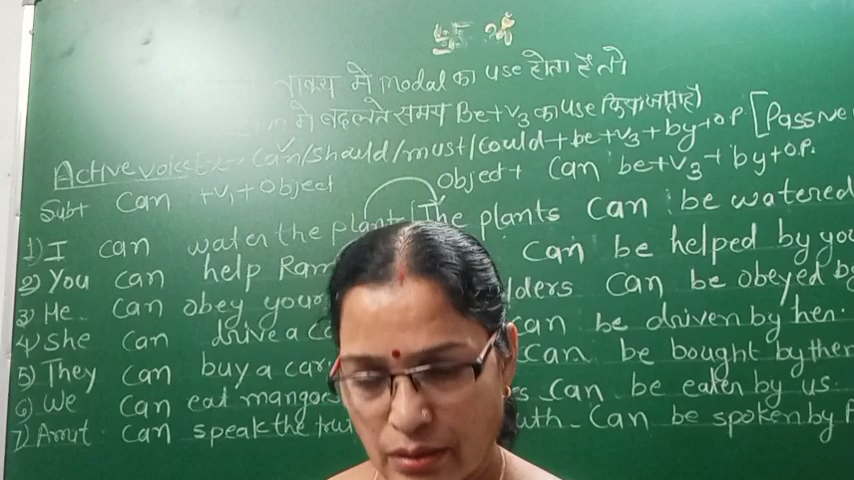 वाक्य में modal का use होता है तो
में बदलते समय Be+V3 का use किया जाता है।
Active voice Ex:- Can/should/must/could+be+V3+by+O.P [Passive
Sub+ Can +V1+Object object+ Can be+V3+by+O.P.
1) I can water the plants The plants Can be watered
2) You can help Ram Can be helped by you
3) He Can obey your elders Can be obeyed by
4) She Can drive a Can be driven by her.
5) They Can buy a car Can be bought by them
6) We Can eat mangoes Can be eaten by us.
7) Amit Can speak the truth. Can be spoken by